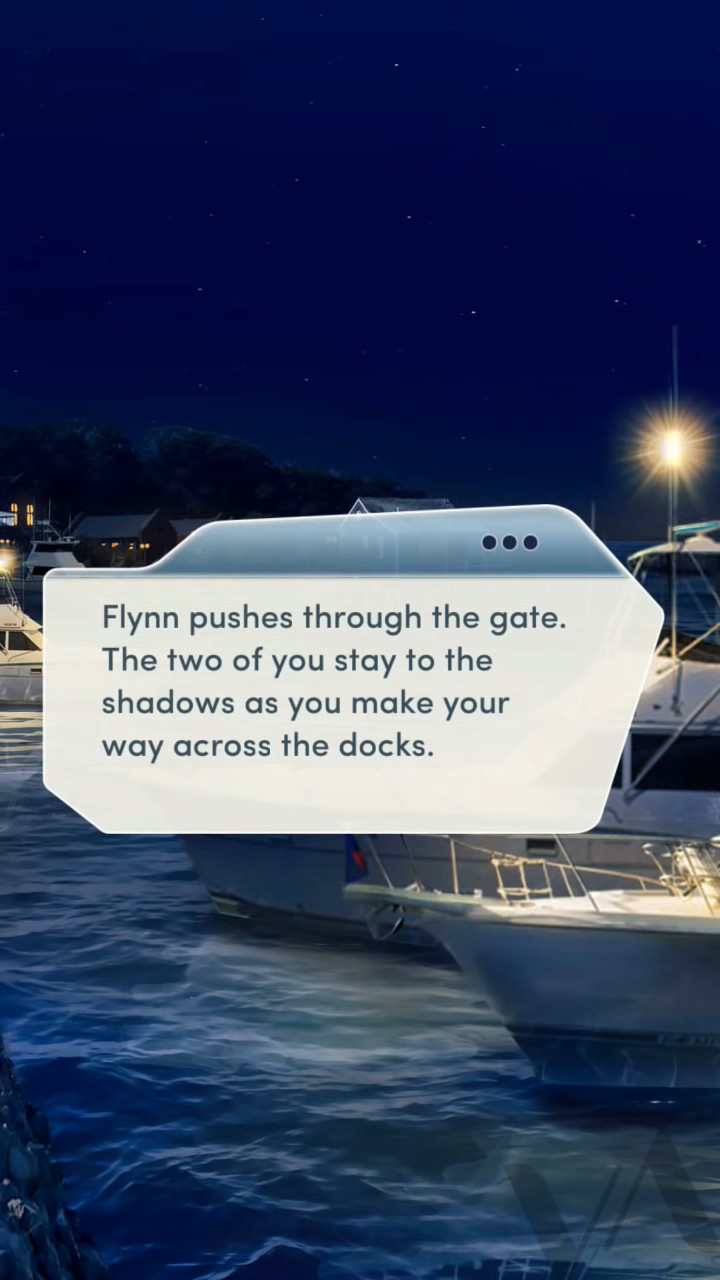 Flynn pushes through the gate.
The two of you stay to the
shadows as you make your
way across the docks.